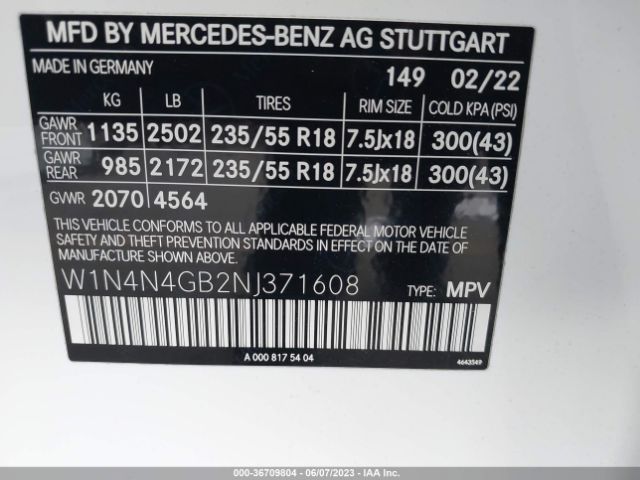 MFD BY MERCEDES-BENZ AG STUTTGART
MADE IN GERMANY 149 02/22
KG LB TIRES RIM SIZE COLD KPA (PSI)
GAWR FRONT 1135 2502 235/55 R18 7.5Jx18 300(43)
GAWR REAR 985 2172 235/55 R18 7.5Jx18 300(43)
GVWR 2070 4564
THIS VEHICLE CONFORMS TO ALL APPLICABLE FEDERAL MOTOR VEHICLE
SAFETY AND THEFT PREVENTION STANDARDS IN EFFECT ON THE DATE
OF MANUFACTURE SHOWN ABOVE.
W1N4N4GB2NJ371608 TYPE: MPV
A 000 817 54 04 4643549
000-36709804 - 06/07/2023 - IAA Inc.